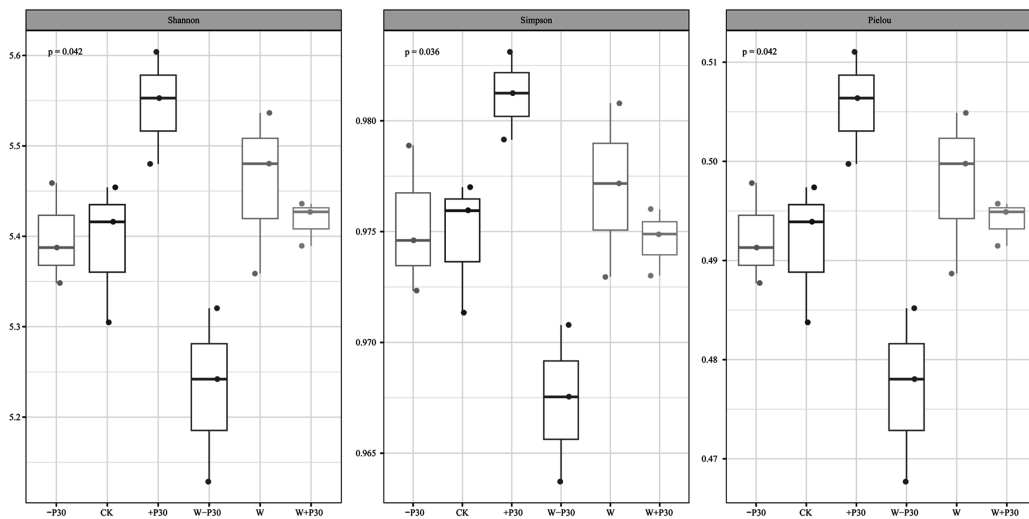 Shannon
p = 0.042
5.6
5.5
5.4
5.3
5.2
−P30 CK +P30 W−P30 W W+P30
Simpson
p = 0.036
0.980
0.975
0.970
0.965
−P30 CK +P30 W−P30 W W+P30
Pielou
p = 0.042
0.51
0.50
0.49
0.48
0.47
−P30 CK +P30 W−P30 W W+P30